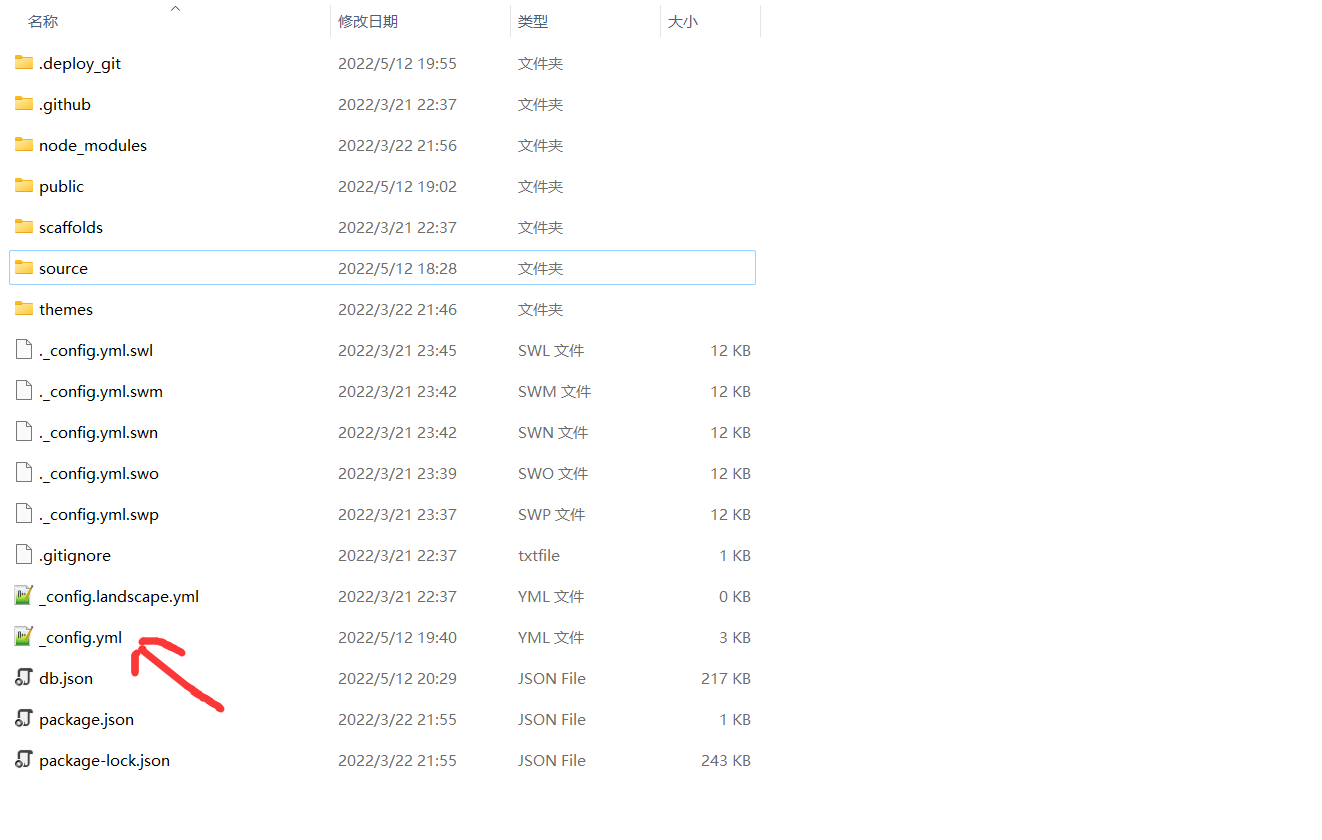 名称 修改日期 类型 大小
.deploy_git 2022/5/12 19:55 文件夹
.github 2022/3/21 22:37 文件夹
node_modules 2022/3/22 21:56 文件夹
public 2022/5/12 19:02 文件夹
scaffolds 2022/3/21 22:37 文件夹
source 2022/5/12 18:28 文件夹
themes 2022/3/22 21:46 文件夹
._config.yml.swl 2022/3/21 23:45 SWL 文件 12 KB
._config.yml.swm 2022/3/21 23:42 SWM 文件 12 KB
._config.yml.swn 2022/3/21 23:42 SWN 文件 12 KB
._config.yml.swo 2022/3/21 23:39 SWO 文件 12 KB
._config.yml.swp 2022/3/21 23:37 SWP 文件 12 KB
.gitignore 2022/3/21 22:37 txtfile 1 KB
_config.landscape.yml 2022/3/21 22:37 YML 文件 0 KB
_config.yml 2022/5/12 19:40 YML 文件 3 KB
db.json 2022/5/12 20:29 JSON File 217 KB
package.json 2022/3/22 21:55 JSON File 1 KB
package-lock.json 2022/3/22 21:55 JSON File 243 KB